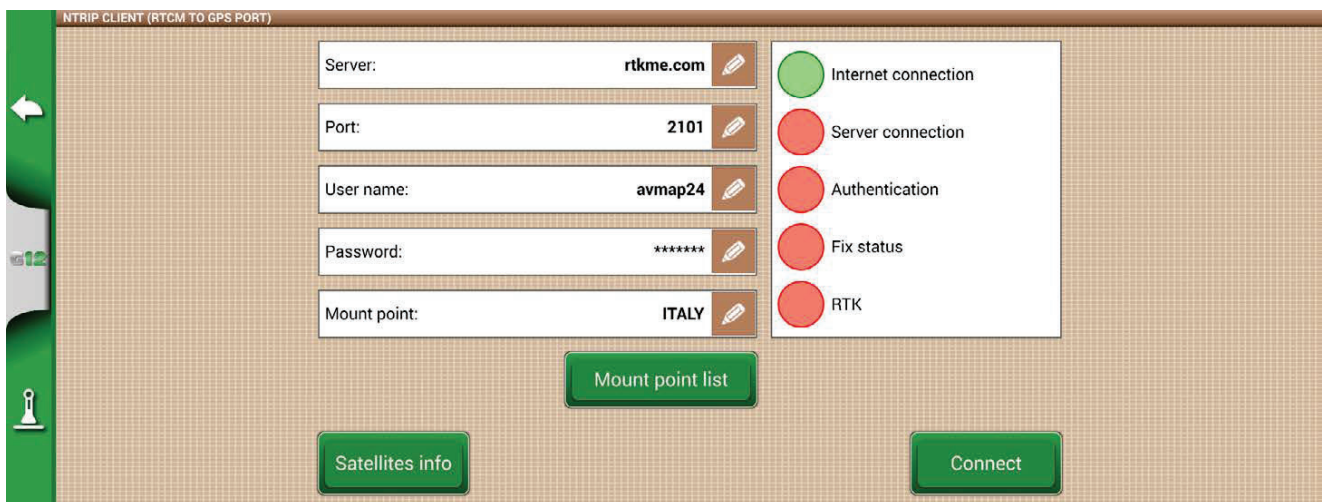 NTRIP CLIENT (RTCM TO GPS PORT)
Server: rtkme.com
Port: 2101
User name: avmap24
Password: *******
Mount point: ITALY
Internet connection
Server connection
Authentication
Fix status
RTK
Mount point list
Satellites info
Connect
G12